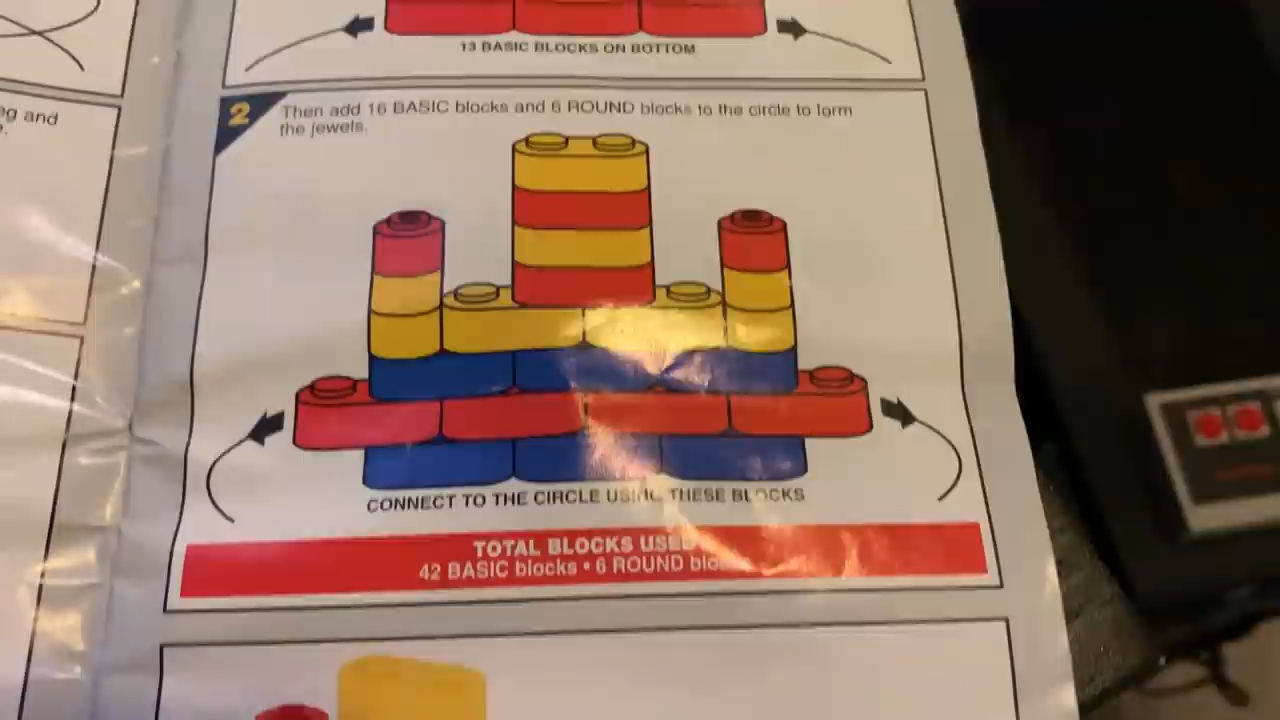 ng and
13 BASIC BLOCKS ON BOTTOM
2
Then add 16 BASIC blocks and 6 ROUND blocks to the circle to form
the jewels.
CONNECT TO THE CIRCLE USING THESE BLOCKS
TOTAL BLOCKS USED
42 BASIC blocks • 6 ROUND blocks